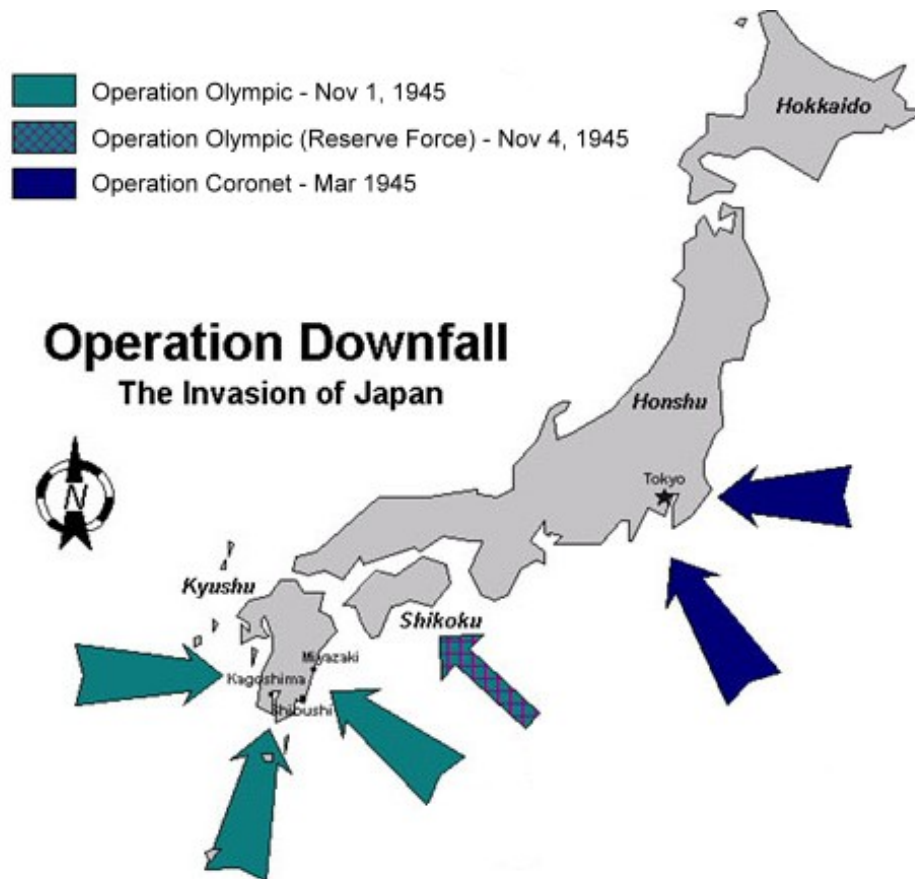 Operation Olympic - Nov 1, 1945
Operation Olympic (Reserve Force) - Nov 4, 1945
Operation Coronet - Mar 1945
Hokkaido
Operation Downfall
The Invasion of Japan
Honshu
Tokyo
N
Kyushu
Shikoku
Miyazaki
Kagoshima
Shibushi